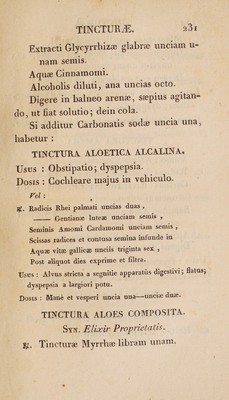 TINCTURÆ. 231
Extracti Glycyrrhizæ glabræ unciam u-
nam semis.
Aquæ Cinnamomi.
Alcoholis diluti, ana uncias octo.
Digere in balneo arenæ, sæpius agitan-
do, ut fiat solutio; dein cola.
Si additur Carbonatis sodæ uncia una,
habetur :
TINCTURA ALOETICA ALCALINA.
Usus : Obstipatio; dyspepsia.
Dosis : Cochleare majus in vehiculo.
Vel :
℞. Radicis Rhei palmati uncias duas ,
—— Gentianæ luteæ unciam semis ,
Seminis Amomi Cardamomi unciam semis ,
Scissas radices et contusa semina infunde in
Aquæ vitæ gallicæ unciis triginta sex ,
Post aliquot dies exprime et filtra.
Usus : Alvus stricta a segnitie apparatûs digestivi; flatus;
dyspepsia a largiori potu.
Dosis : Manè et vesperi uncia una—unciæ duæ.
TINCTURA ALOES COMPOSITA.
Syn. Elixir Proprietatis.
℞. Tincturæ Myrrhæ libram unam.